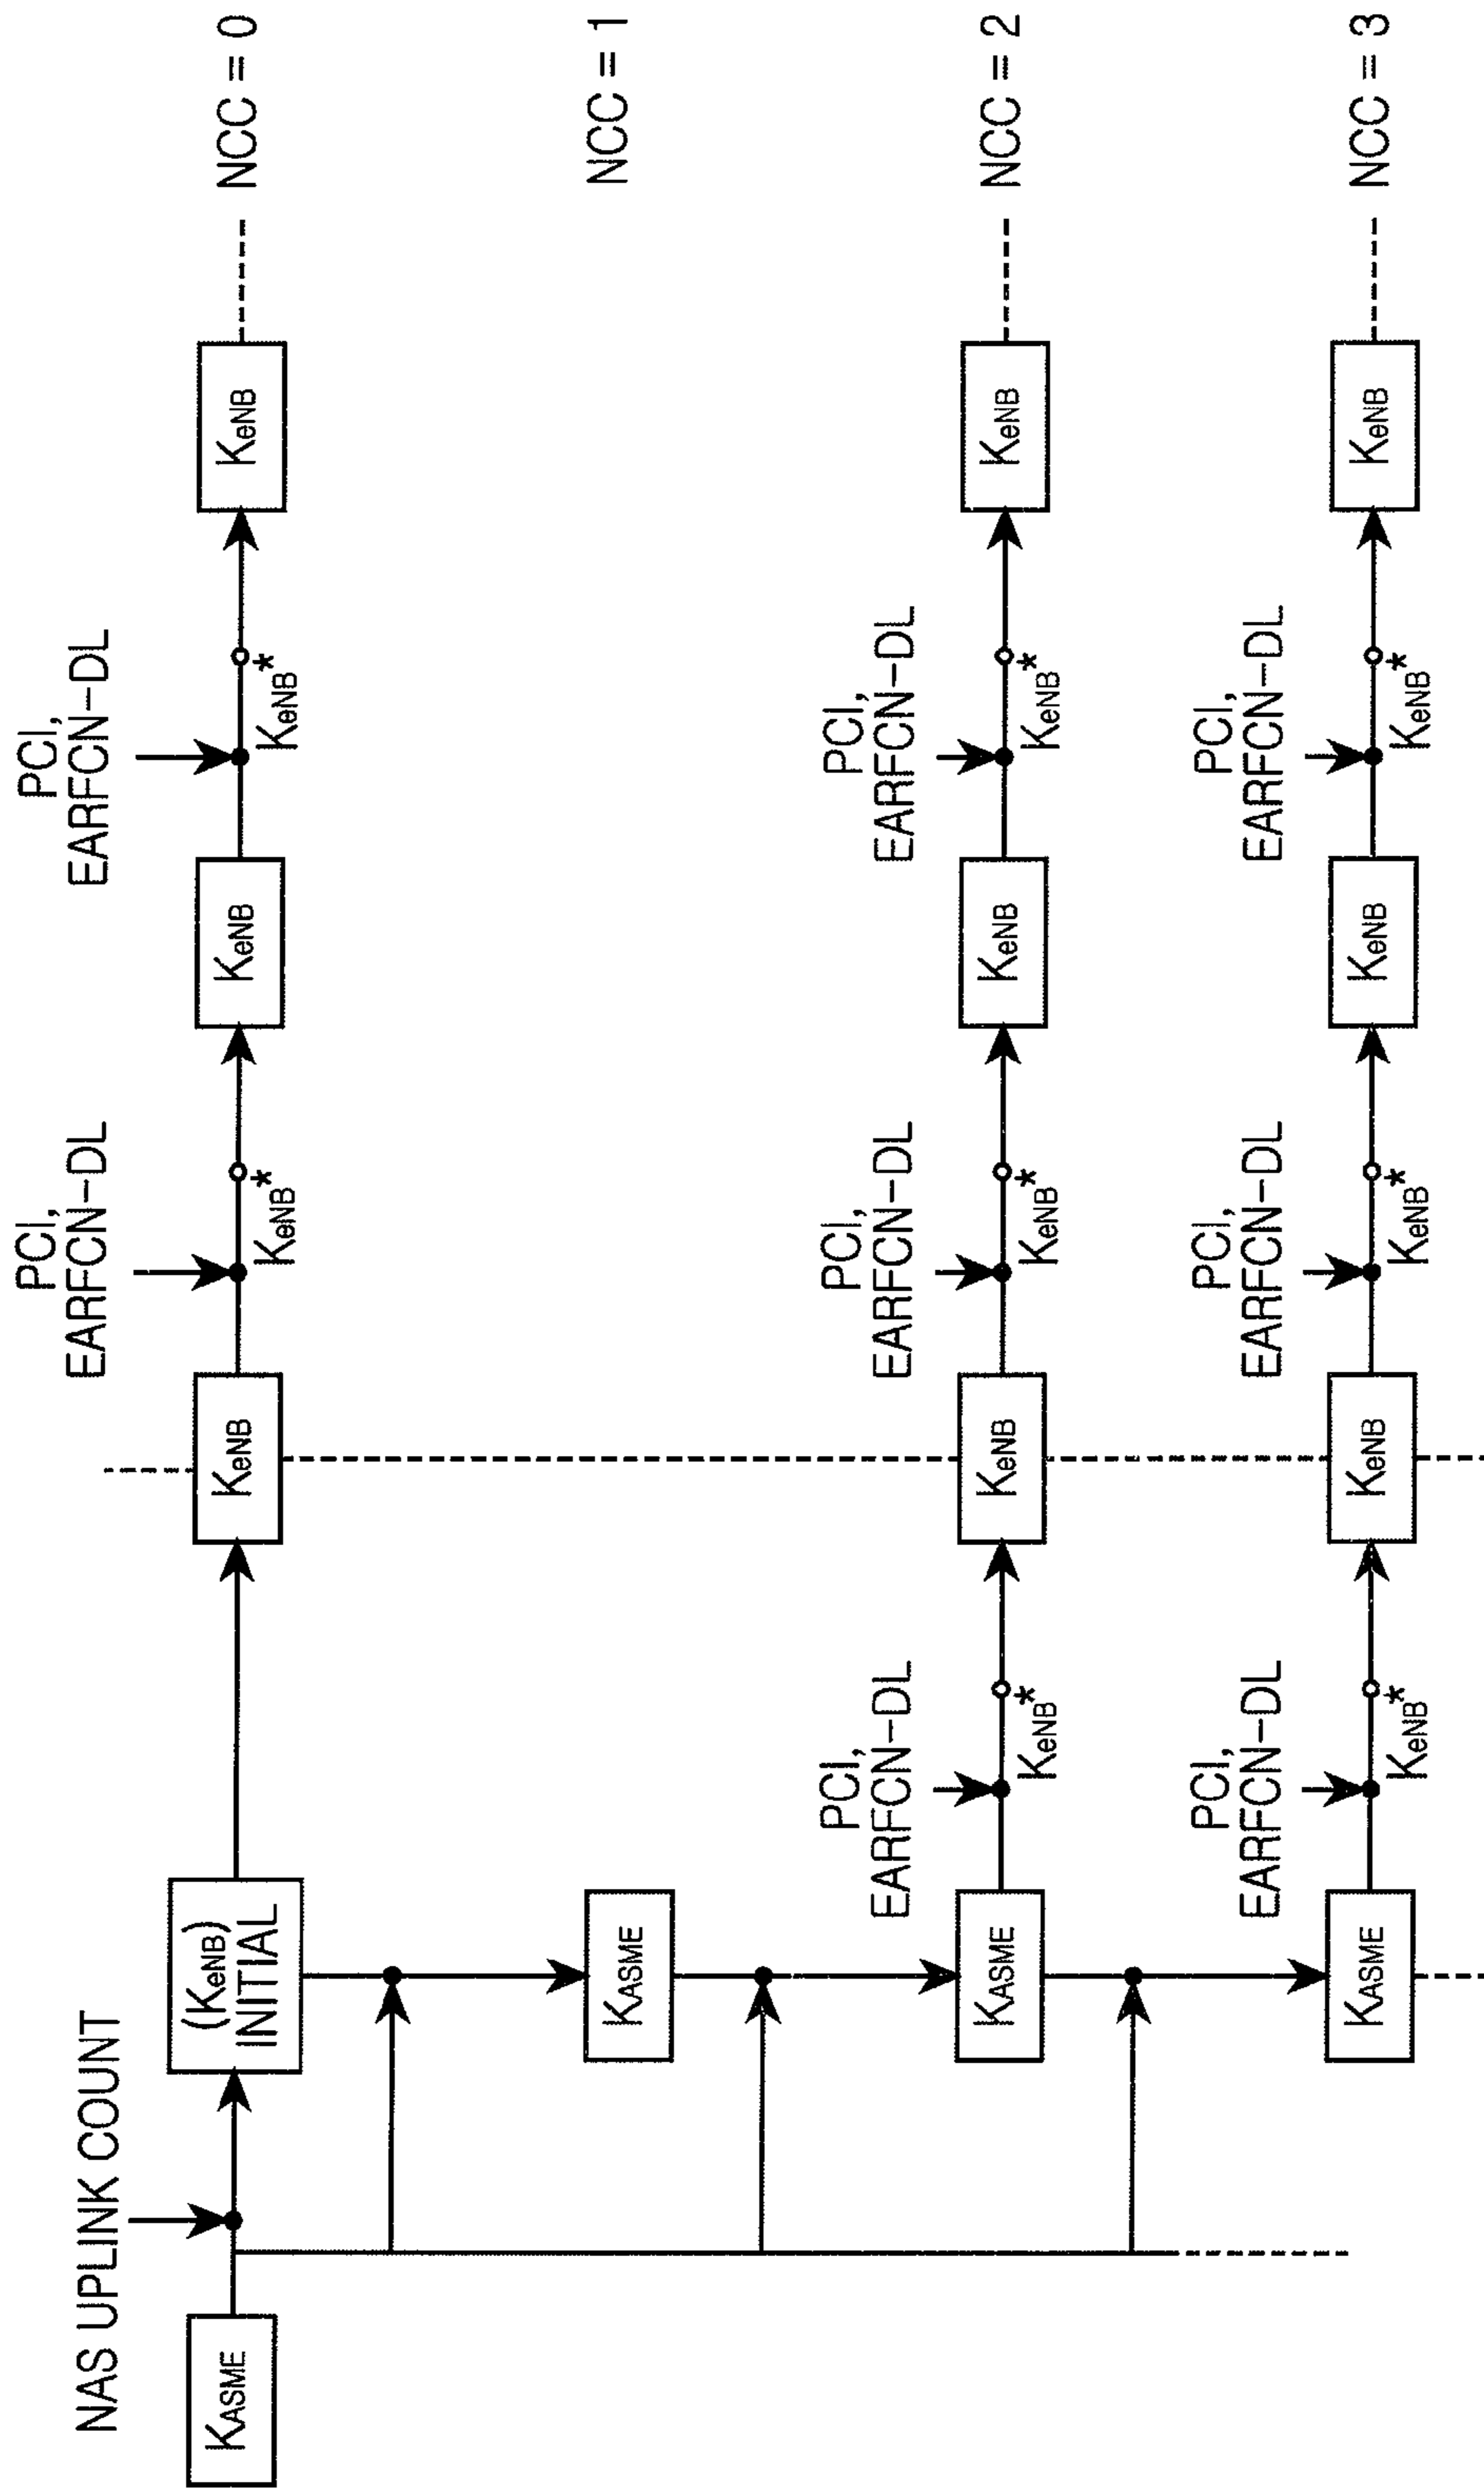 NAS UPLINK COUNT
PCI,
EARFCN-DL
PCI,
EARFCN-DL
KASME
(KeNB)
INITIAL
KeNB
KeNB*
KeNB
KeNB*
KeNB
NCC = 0
KASME
NCC = 1
PCI,
EARFCN-DL
PCI,
EARFCN-DL
PCI,
EARFCN-DL
KASME
KeNB*
KeNB
KeNB*
KeNB
KeNB*
KeNB
NCC = 2
PCI,
EARFCN-DL
PCI,
EARFCN-DL
PCI,
EARFCN-DL
KASME
KeNB*
KeNB
KeNB*
KeNB
KeNB*
KeNB
NCC = 3